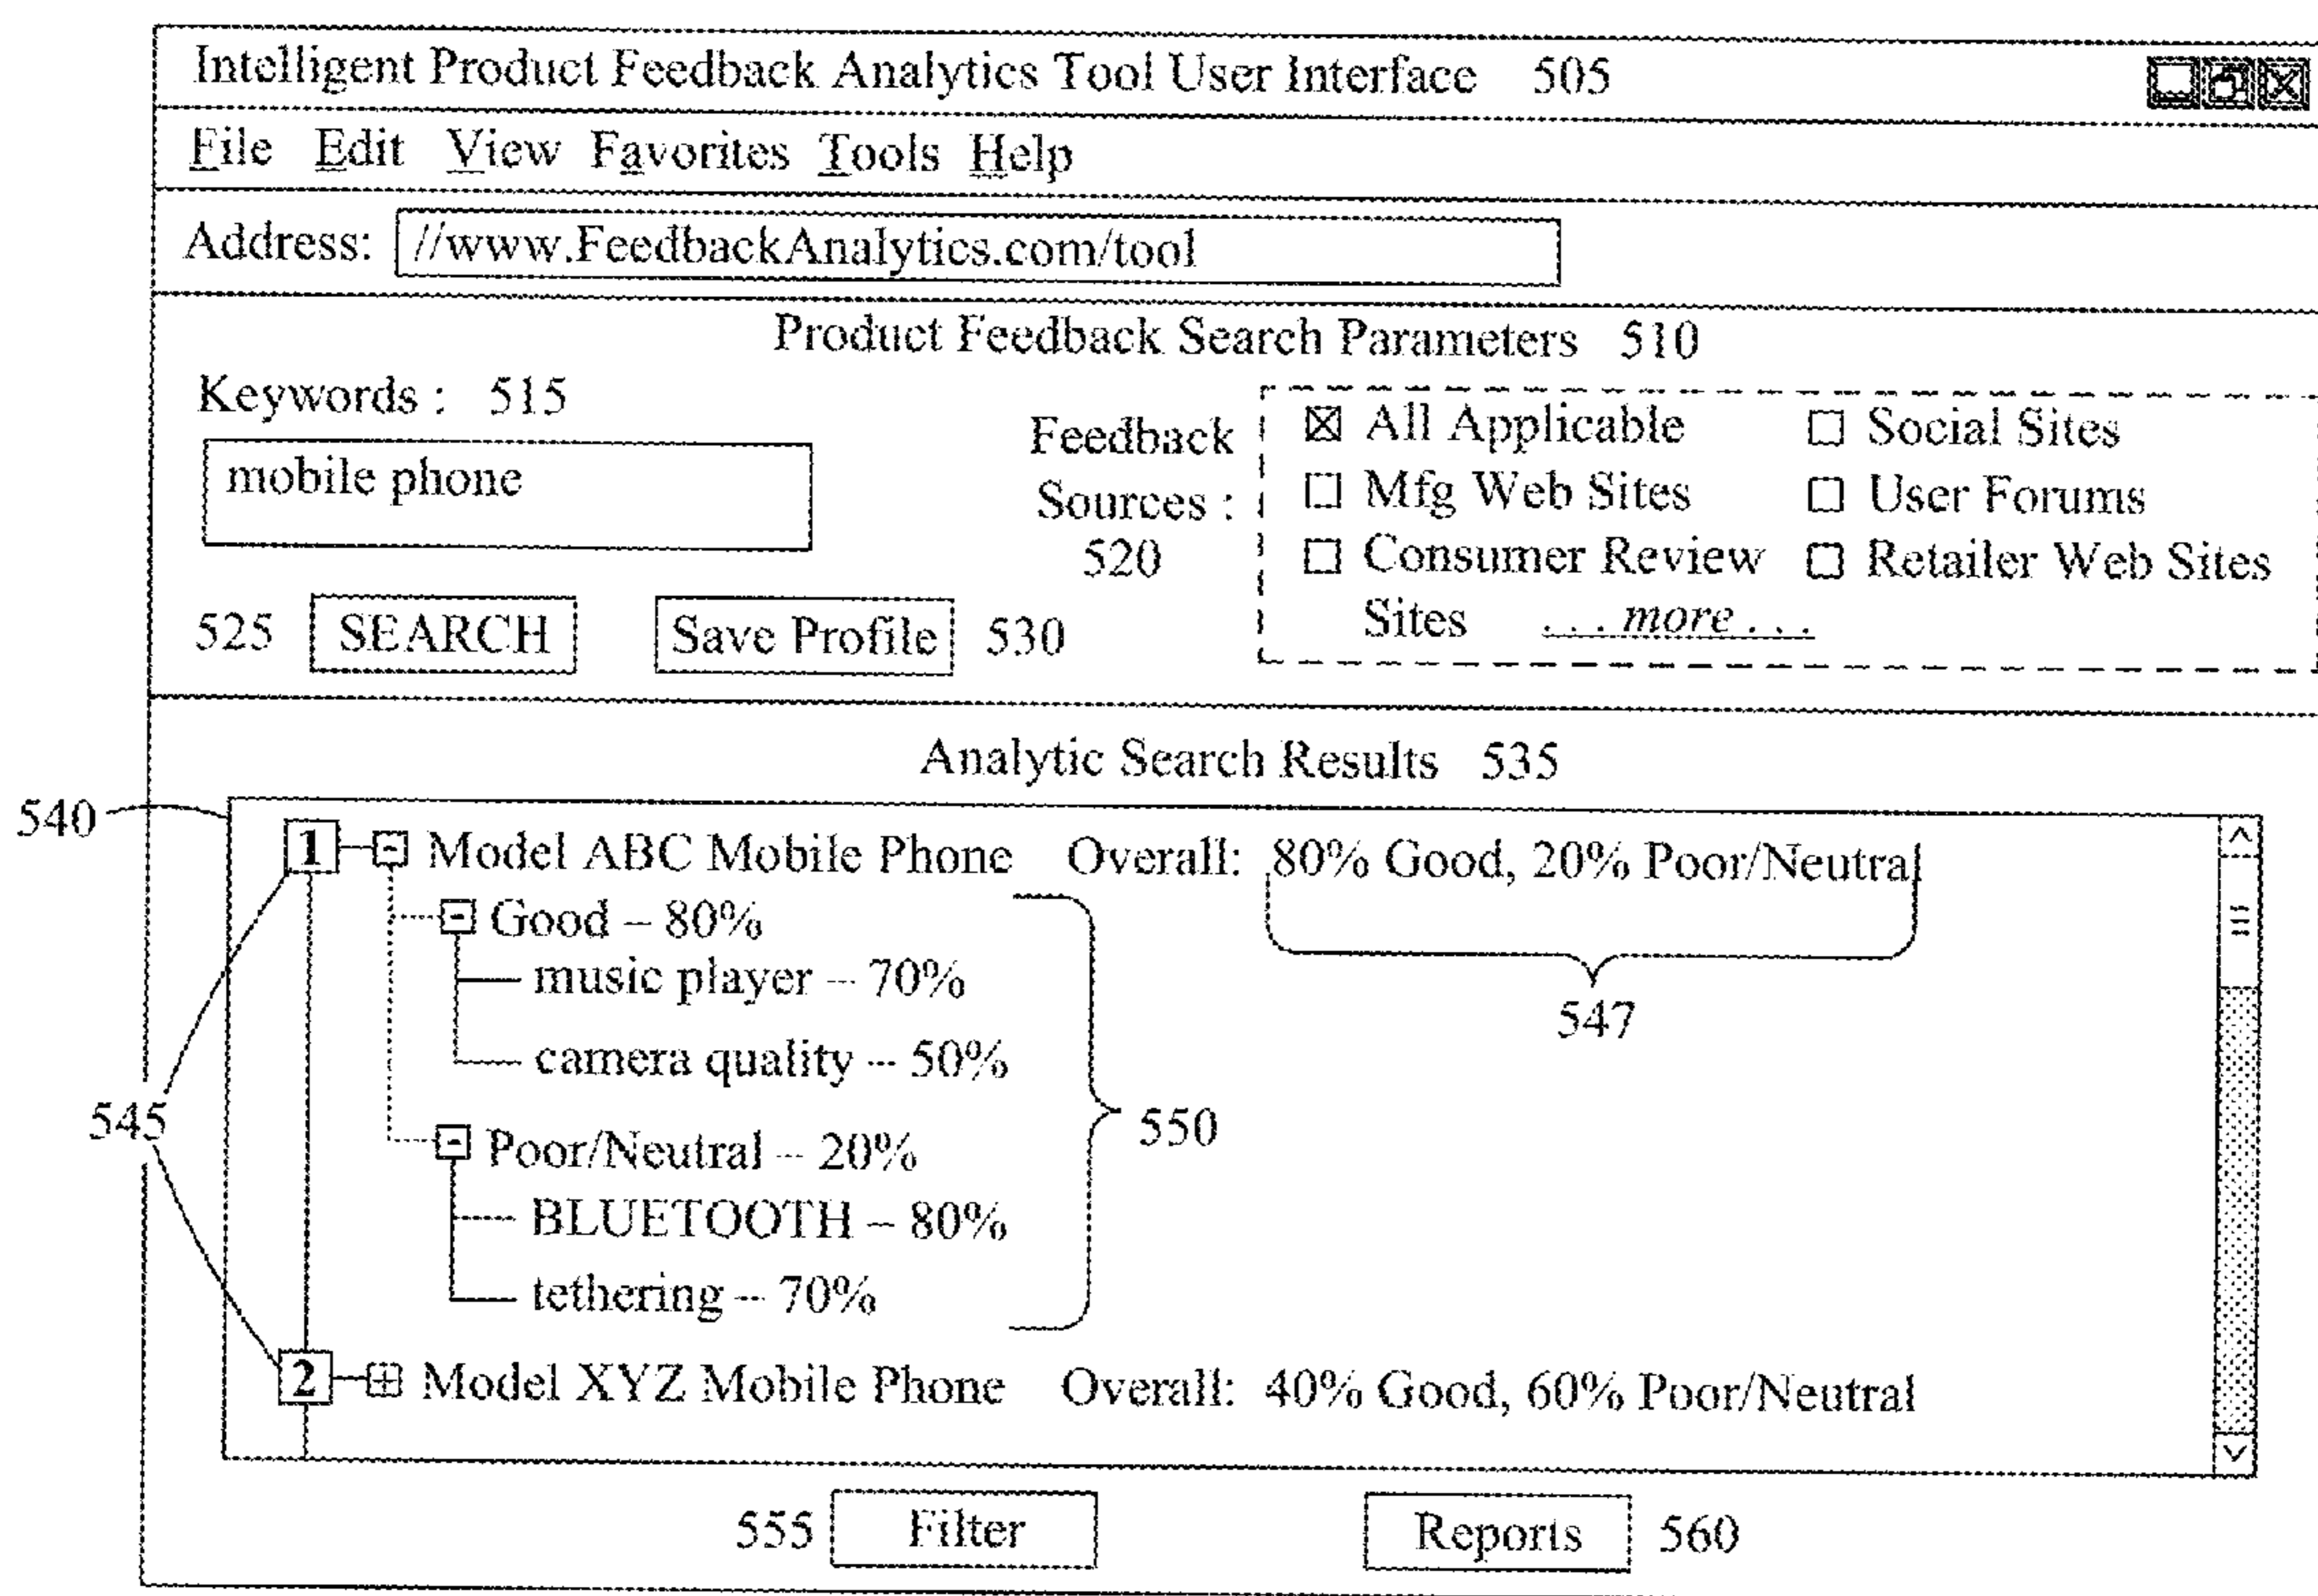 Intelligent Product Feedback Analytics Tool User Interface 505
File Edit View Favorites Tools Help
Address: //www.FeedbackAnalytics.com/tool
Product Feedback Search Parameters 510
Keywords : 515
mobile phone
Feedback
Sources :
520
☒ All Applicable ☐ Social Sites
☐ Mfg Web Sites ☐ User Forums
☐ Consumer Review ☐ Retailer Web Sites
Sites . . . more . . .
525 SEARCH Save Profile 530
Analytic Search Results 535
540
1 Model ABC Mobile Phone Overall: 80% Good, 20% Poor/Neutral
Good – 80%
music player – 70%
547
camera quality – 50%
545
550
Poor/Neutral – 20%
BLUETOOTH – 80%
tethering – 70%
2 Model XYZ Mobile Phone Overall: 40% Good, 60% Poor/Neutral
555 Filter Reports 560